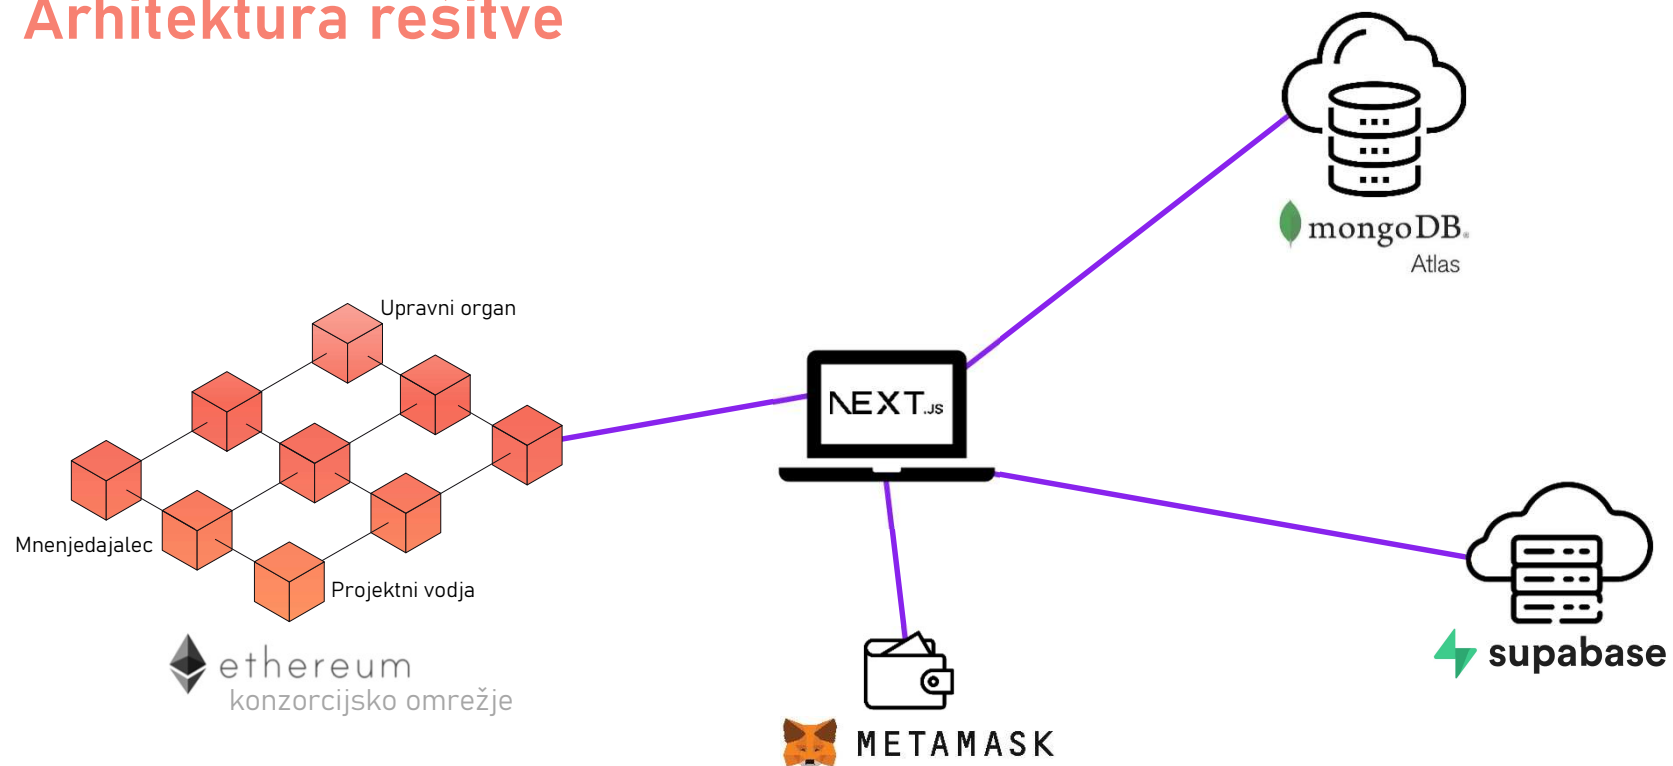 Arhitektura rešitve
mongoDB®
Atlas
Upravni organ
NEXT.JS
Mnenjedajalec
Projektni vodja
ethereum
konzorcijsko omrežje
supabase
METAMASK